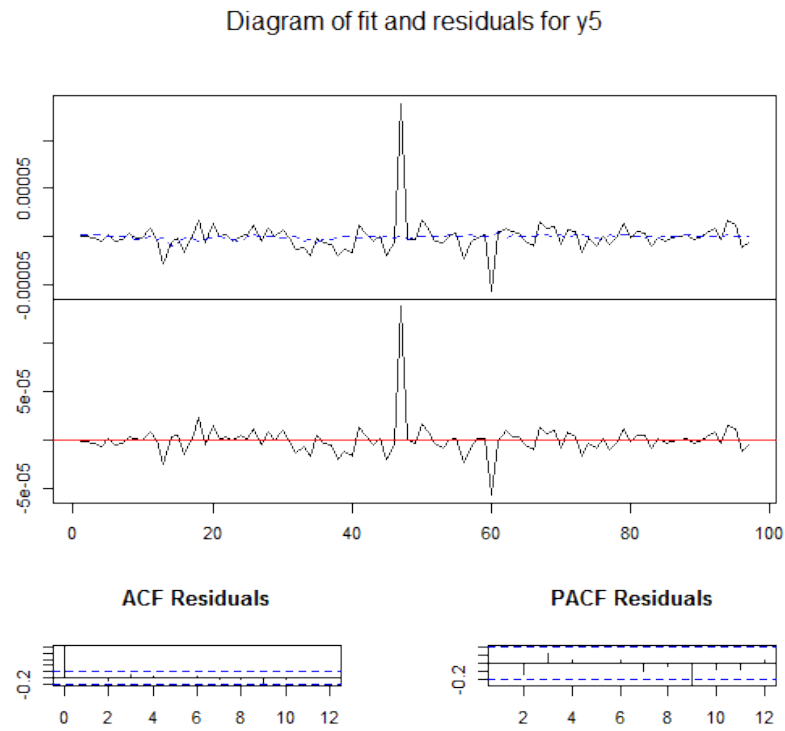 Diagram of fit and residuals for y5
0.00005
-0.00005
5e-05
-5e-05
0 20 40 60 80 100
ACF Residuals
PACF Residuals
-0.2
0 2 4 6 8 10 12
-0.2
2 4 6 8 10 12